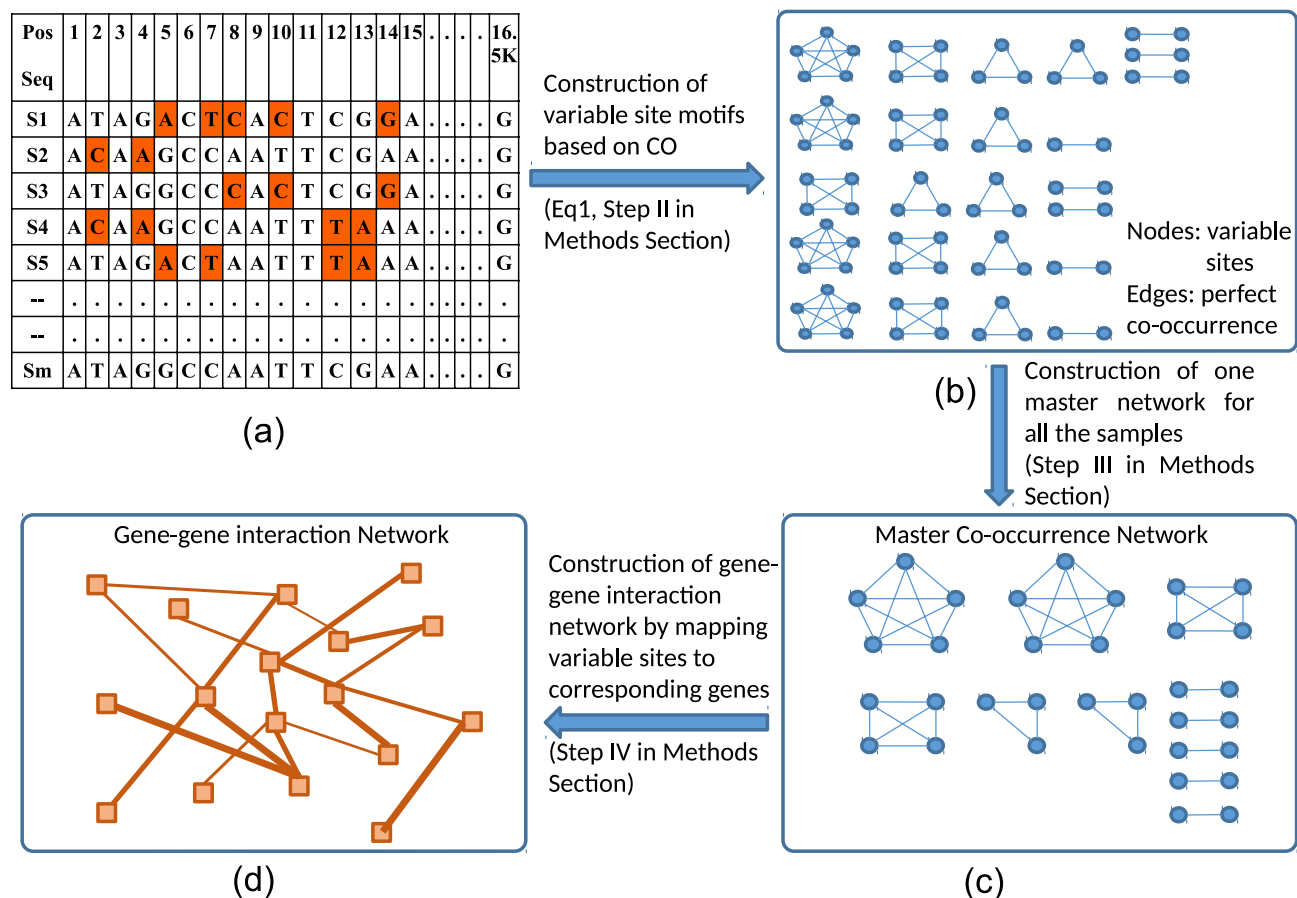 Pos 1 2 3 4 5 6 7 8 9 10 11 12 13 14 15 . . . . 16.
5K
Seq
S1 A T A G A C T C A C T C G G A . . . . G
S2 A C A A G C C A A T T C G A A . . . . G
S3 A T A G G C C C A C T C G G A . . . . G
S4 A C A A G C C A A T T T A A A . . . . G
S5 A T A G A C T A A T T T A A A . . . . G
-- . . . . . . . . . . . . . . . . . . . .
-- . . . . . . . . . . . . . . . . . . . .
Sm A T A G G C C A A T T C G A A . . . . G
(a)
Construction of
variable site motifs
based on CO
(Eq1, Step II in
Methods Section)
Nodes: variable
sites
Edges: perfect
co-occurrence
(b)
Construction of one
master network for
all the samples
(Step III in Methods
Section)
Master Co-occurrence Network
(c)
Construction of gene-
gene interaction
network by mapping
variable sites to
corresponding genes
(Step IV in Methods
Section)
Gene-gene interaction Network
(d)